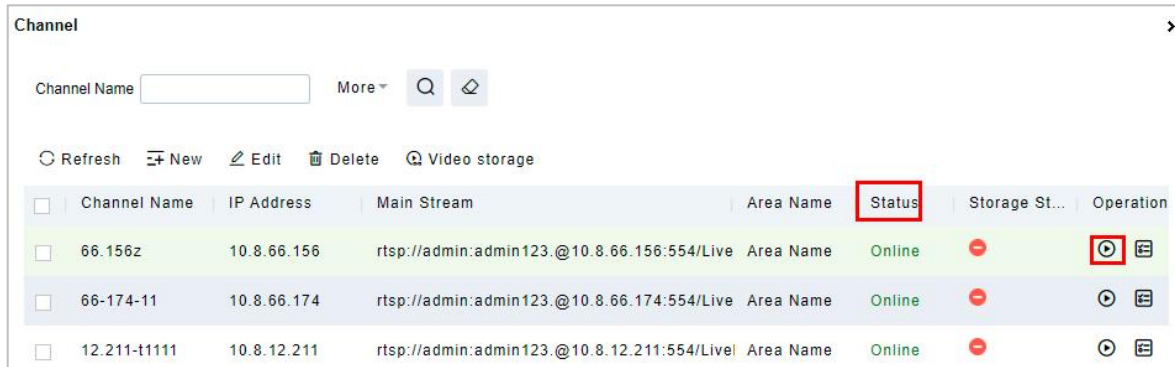 Channel
Channel Name More
Refresh New Edit Delete Video storage
Channel Name IP Address Main Stream Area Name Status Storage St... Operation
66.156z 10.8.66.156 rtsp://admin:admin123.@10.8.66.156:554/Live Area Name Online
66-174-11 10.8.66.174 rtsp://admin:admin123.@10.8.66.174:554/Live Area Name Online
12.211-t1111 10.8.12.211 rtsp://admin:admin123.@10.8.12.211:554/Live Area Name Online